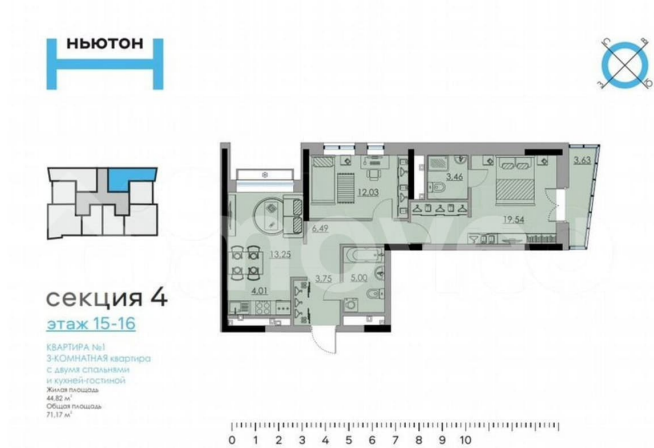 НЬЮТОН
С
В
З
Ю
3.63
3.46
12.03
19.54
6.49
13.25
3.75
5.00
4.01
секция 4
этаж 15-16
КВАРТИРА №1
3-КОМНАТНАЯ квартира
с двумя спальнями
и кухней-гостиной
Жилая площадь
44,82 м²
Общая площадь
71,17 м²
0 1 2 3 4 5 6 7 8 9 10